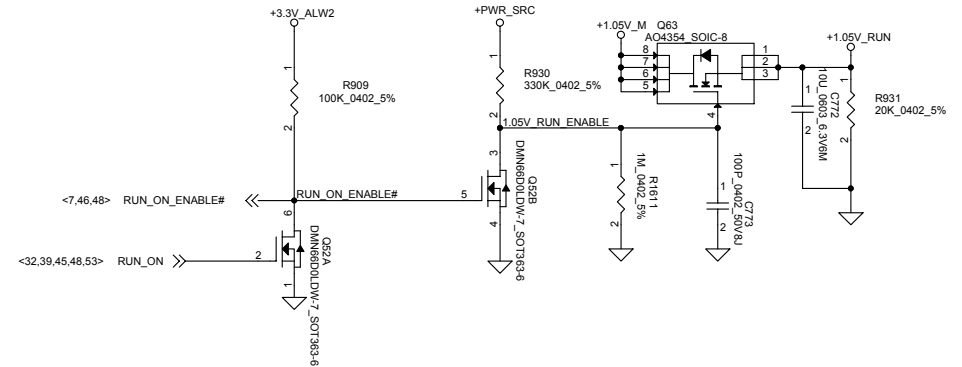 +3.3V_ALW2
1
R909
100K_0402_5%
2
<7,46,48> RUN_ON_ENABLE#
RUN_ON_ENABLE#
6
Q52A
DMN66D0LDW-7_SOT363-6
<32,39,45,48,53> RUN_ON
2
1
+PWR_SRC
1
R930
330K_0402_5%
2
1.05V_RUN_ENABLE
3
Q52B
DMN66D0LDW-7_SOT363-6
5
4
1
R1611
1M_0402_5%
2
+1.05V_M
Q63
AO4354_SOIC-8
8
7
6
5
1
2
3
4
1
C773
100P_0402_50V8J
2
1
C772
10U_0603_6.3V6M
2
+1.05V_RUN
1
R931
20K_0402_5%
2